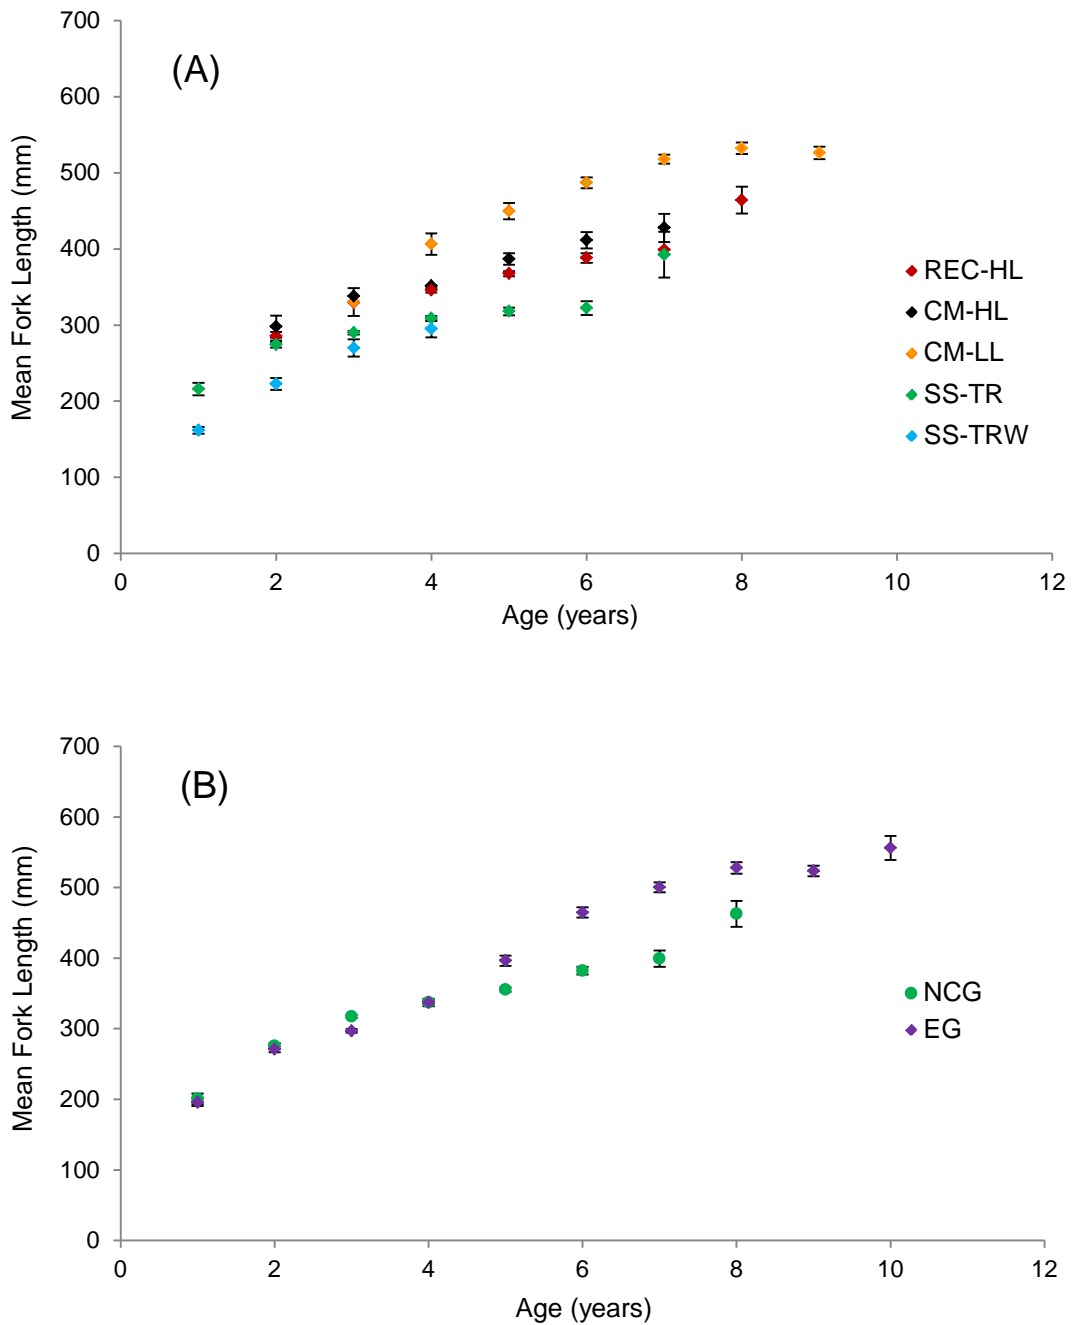 700
600
500
400
300
200
100
0
Mean Fork Length (mm)
(A)
REC-HL
CM-HL
CM-LL
SS-TR
SS-TRW
0 2 4 6 8 10 12
Age (years)
700
600
500
400
300
200
100
0
Mean Fork Length (mm)
(B)
NCG
EG
0 2 4 6 8 10 12
Age (years)